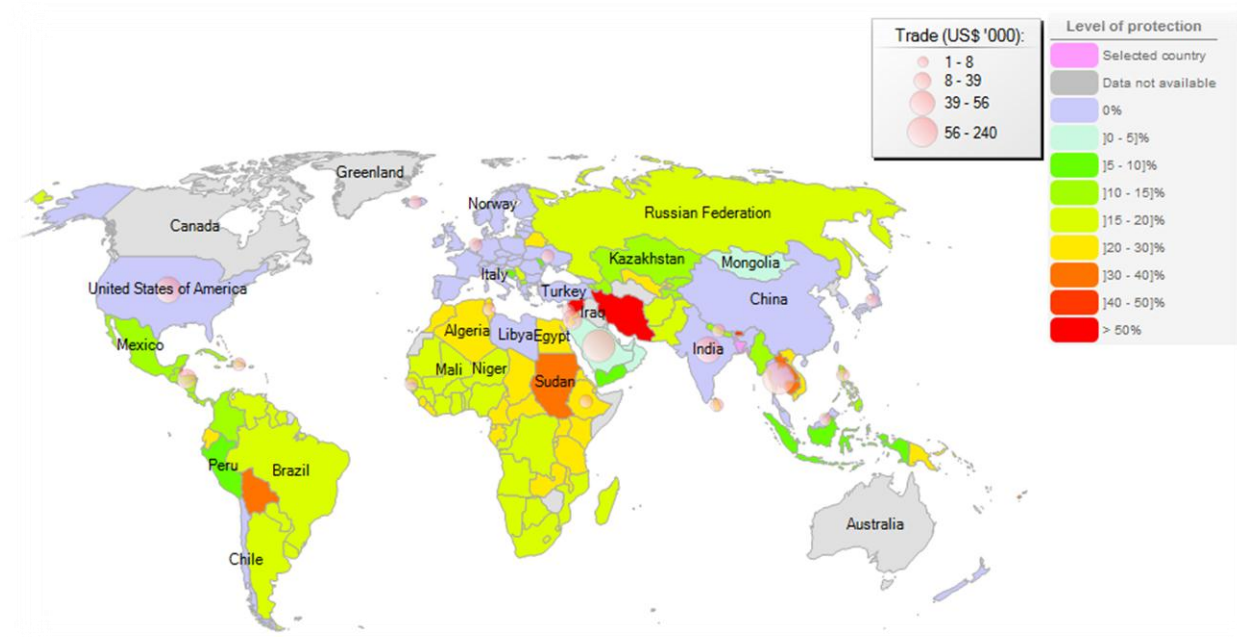 Trade (US$ '000):
1 - 8
8 - 39
39 - 56
56 - 240
Level of protection
Selected country
Data not available
0%
]0 - 5]%
]5 - 10]%
]10 - 15]%
]15 - 20]%
]20 - 30]%
]30 - 40]%
]40 - 50]%
> 50%
Greenland
Canada
Norway
Russian Federation
Kazakhstan
Mongolia
Italy
United States of America
Turkey
China
Iraq
Mexico
Algeria
Libya
Egypt
India
Mali
Niger
Sudan
Peru
Brazil
Australia
Chile